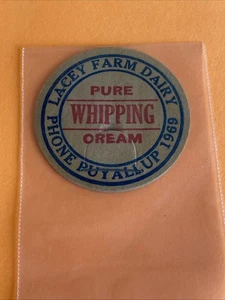 LACEY FARM DAIRY
PURE
WHIPPING
CREAM
PHONE PUYALLUP 1969